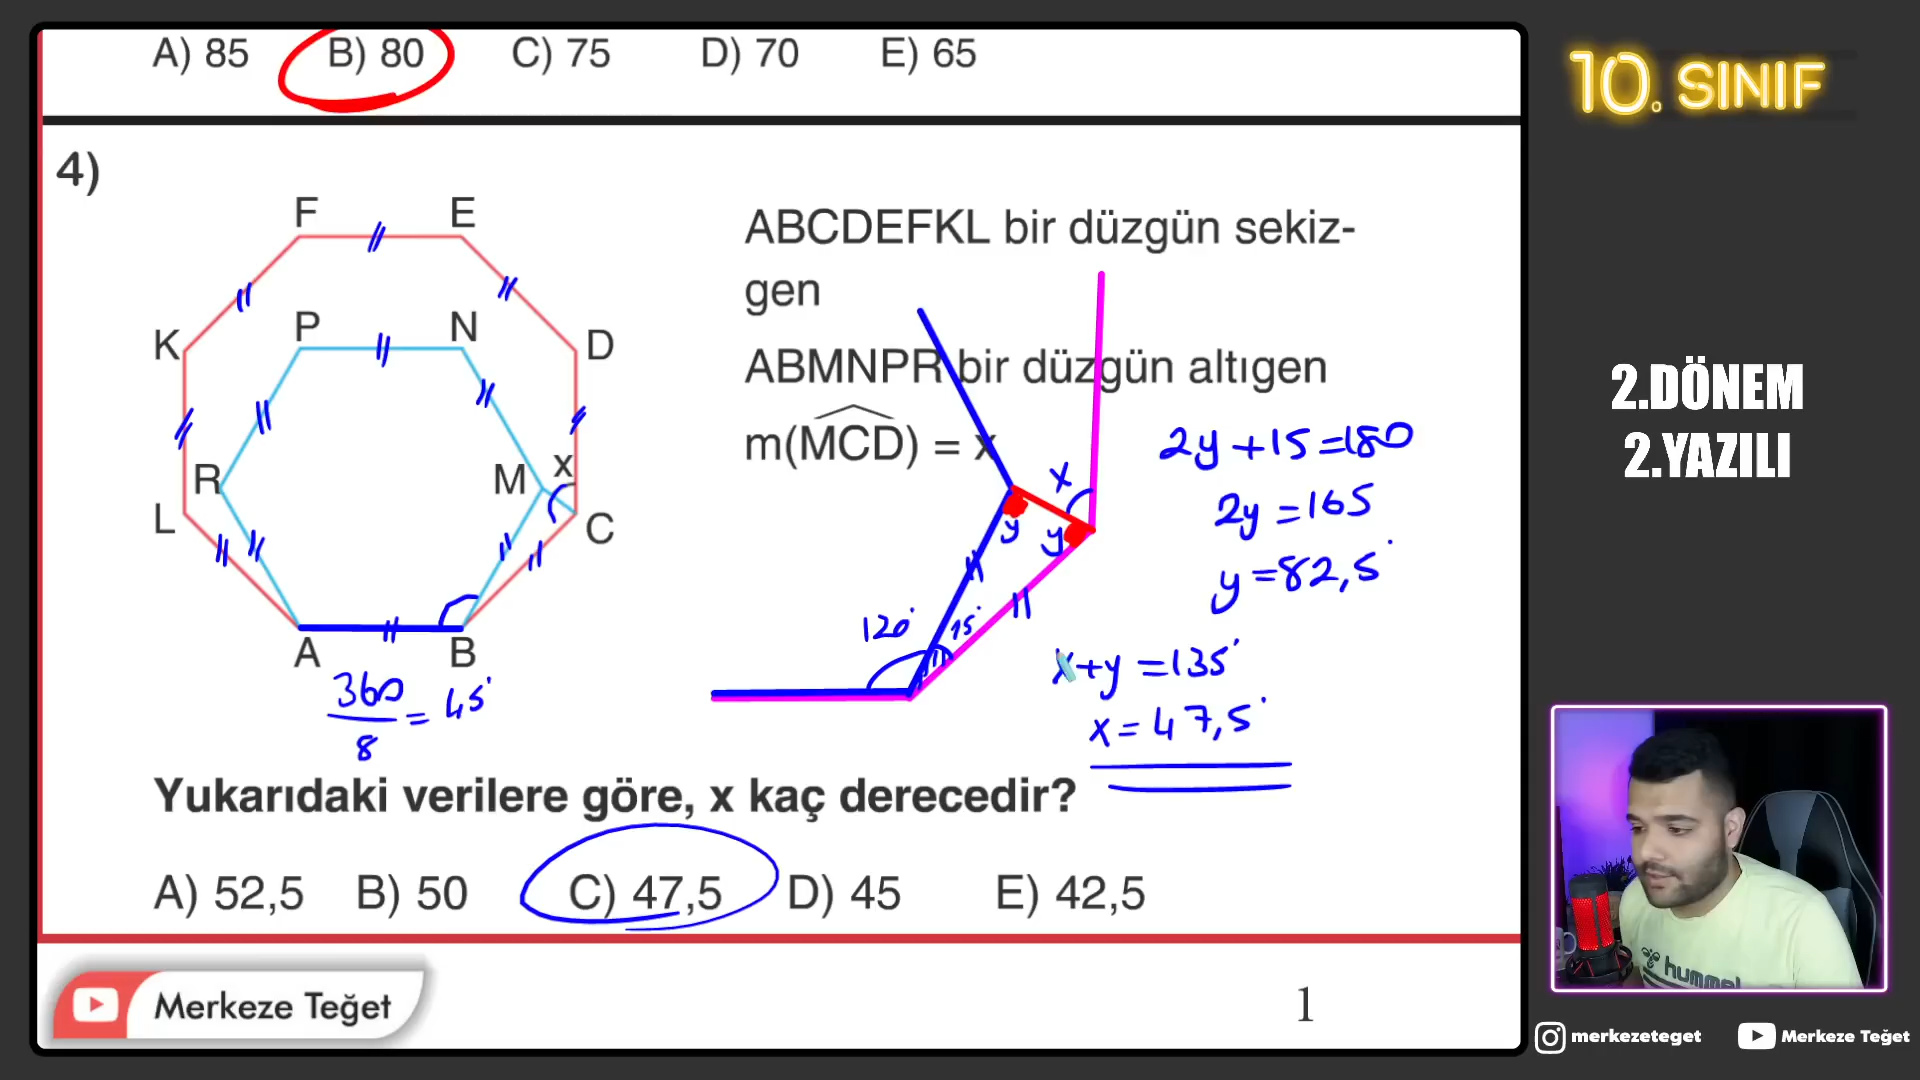 A) 85 B) 80 C) 75 D) 70 E) 65
10. SINIF
4)
F E
K P N D
R M x
L C
A B
360
8
= 45°
ABCDEFKL bir düzgün sekiz-
gen
ABMNPR bir düzgün altıgen
m(MCD) = x
x
y y
120° 15°
2y + 15 = 180
2y = 165
y = 82,5°
x + y = 135°
x = 47,5°
Yukarıdaki verilere göre, x kaç derecedir?
A) 52,5 B) 50 C) 47,5 D) 45 E) 42,5
2.DÖNEM
2.YAZILI
Merkeze Teğet
1
hummel
merkezeteget Merkeze Teğet